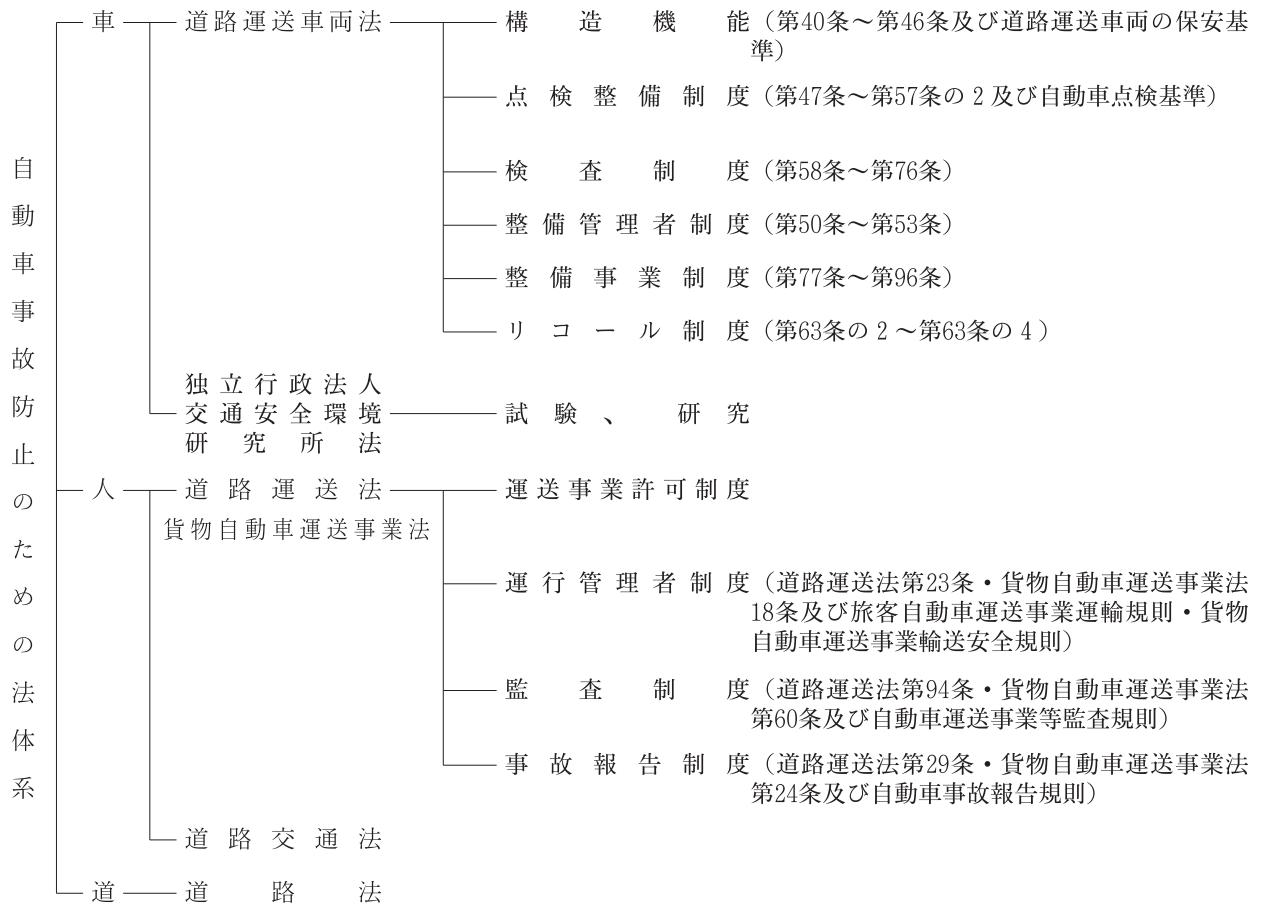 自動車事故防止のための法体系
車
道路運送車両法
構造機能(第40条〜第46条及び道路運送車両の保安基
準)
点検整備制度(第47条〜第57条の2及び自動車点検基準)
検査制度(第58条〜第76条)
整備管理者制度(第50条〜第53条)
整備事業制度(第77条〜第96条)
リコール制度(第63条の2〜第63条の4)
独立行政法人
交通安全環境
研究所法
試験、研究
人
道路運送法
貨物自動車運送事業法
運送事業許可制度
運行管理者制度(道路運送法第23条・貨物自動車運送事業法
18条及び旅客自動車運送事業運輸規則・貨物
自動車運送事業輸送安全規則)
監査制度(道路運送法第94条・貨物自動車運送事業法
第60条及び自動車運送事業等監査規則)
事故報告制度(道路運送法第29条・貨物自動車運送事業法
第24条及び自動車事故報告規則)
道路交通法
道
道路法